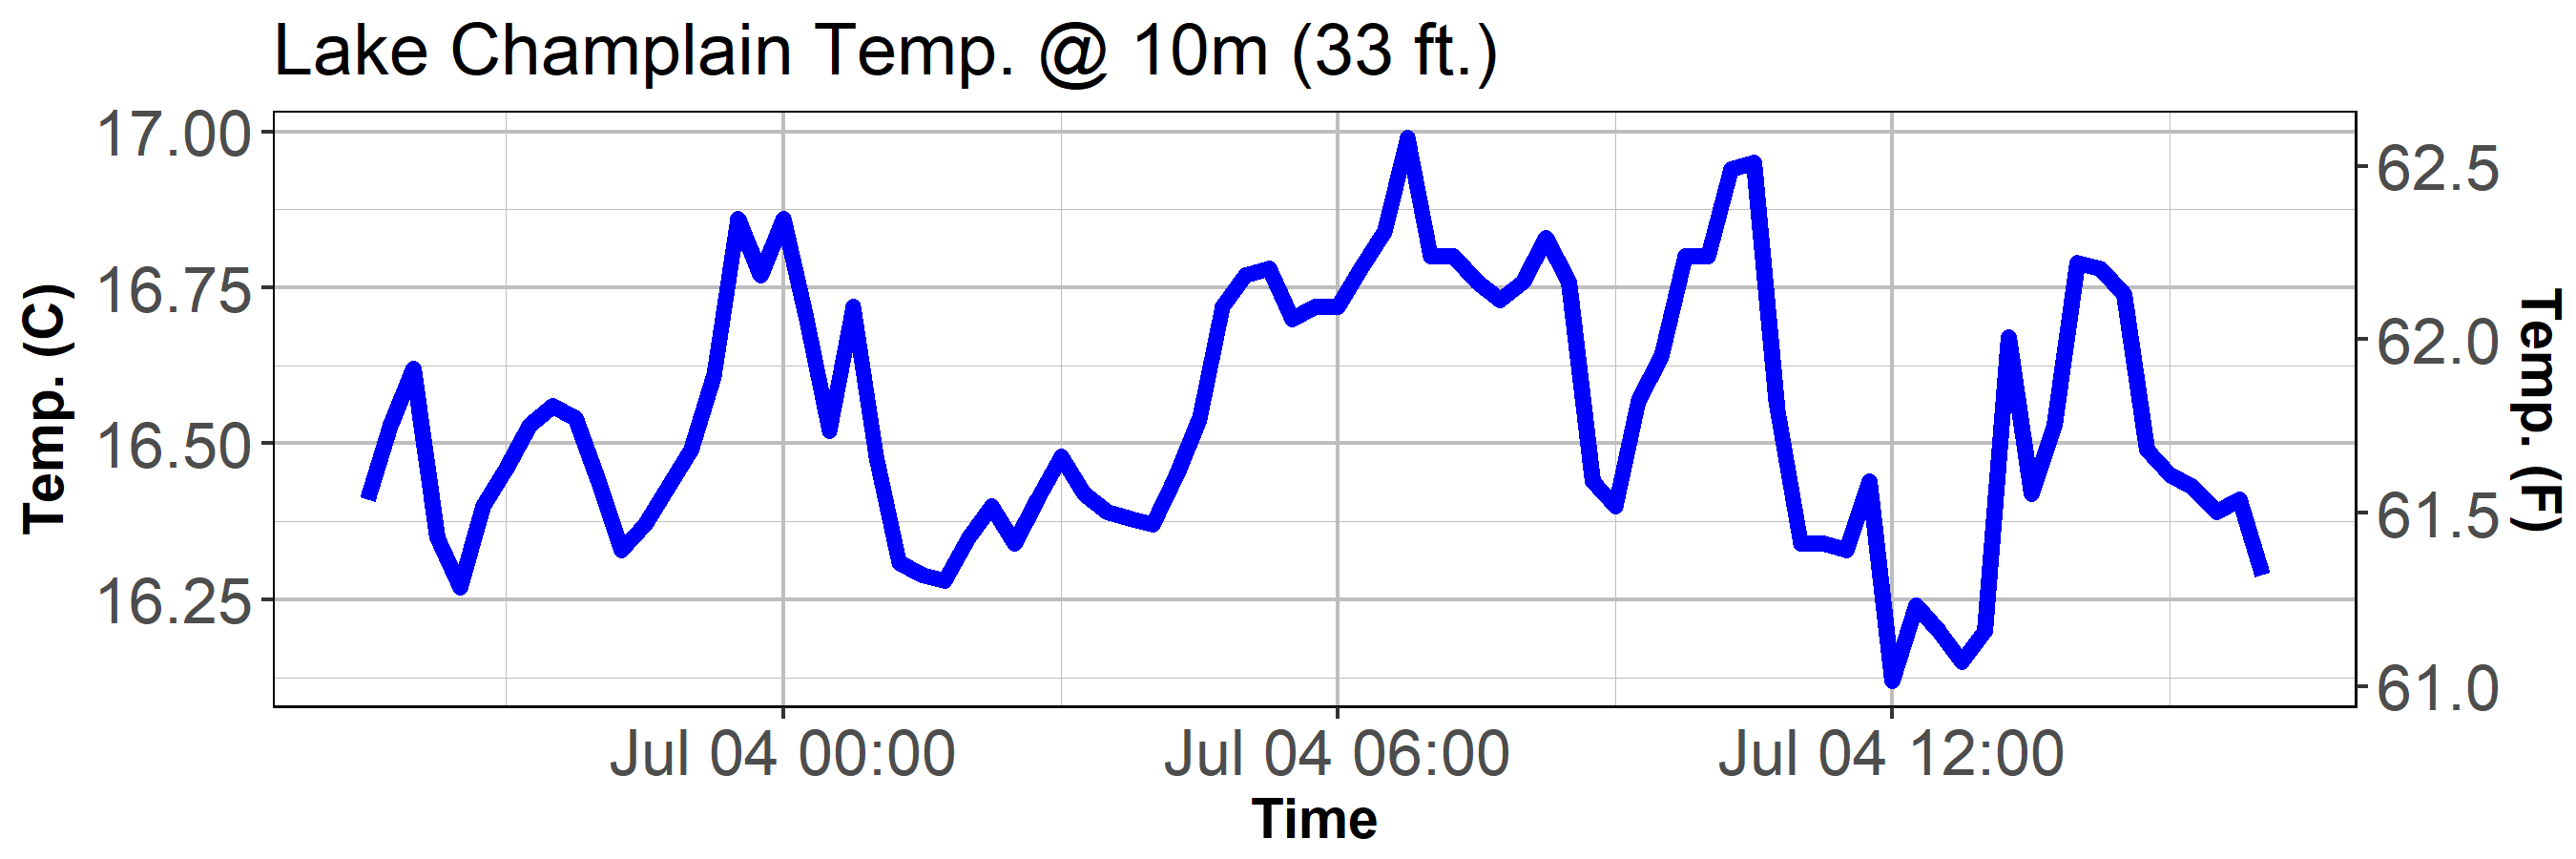 Lake Champlain Temp. @ 10m (33 ft.)
17.00
16.75
16.50
16.25
Temp. (C)
62.5
62.0
61.5
61.0
Temp. (F)
Jul 04 00:00
Jul 04 06:00
Jul 04 12:00
Time